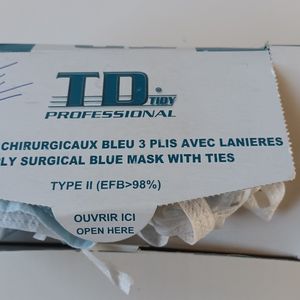 TD.
TIDY
PROFESSIONAL
CHIRURGICAUX BLEU 3 PLIS AVEC LANIERES
SURGICAL BLUE MASK WITH TIES
TYPE II (EFB>98%)
OUVRIR ICI
OPEN HERE